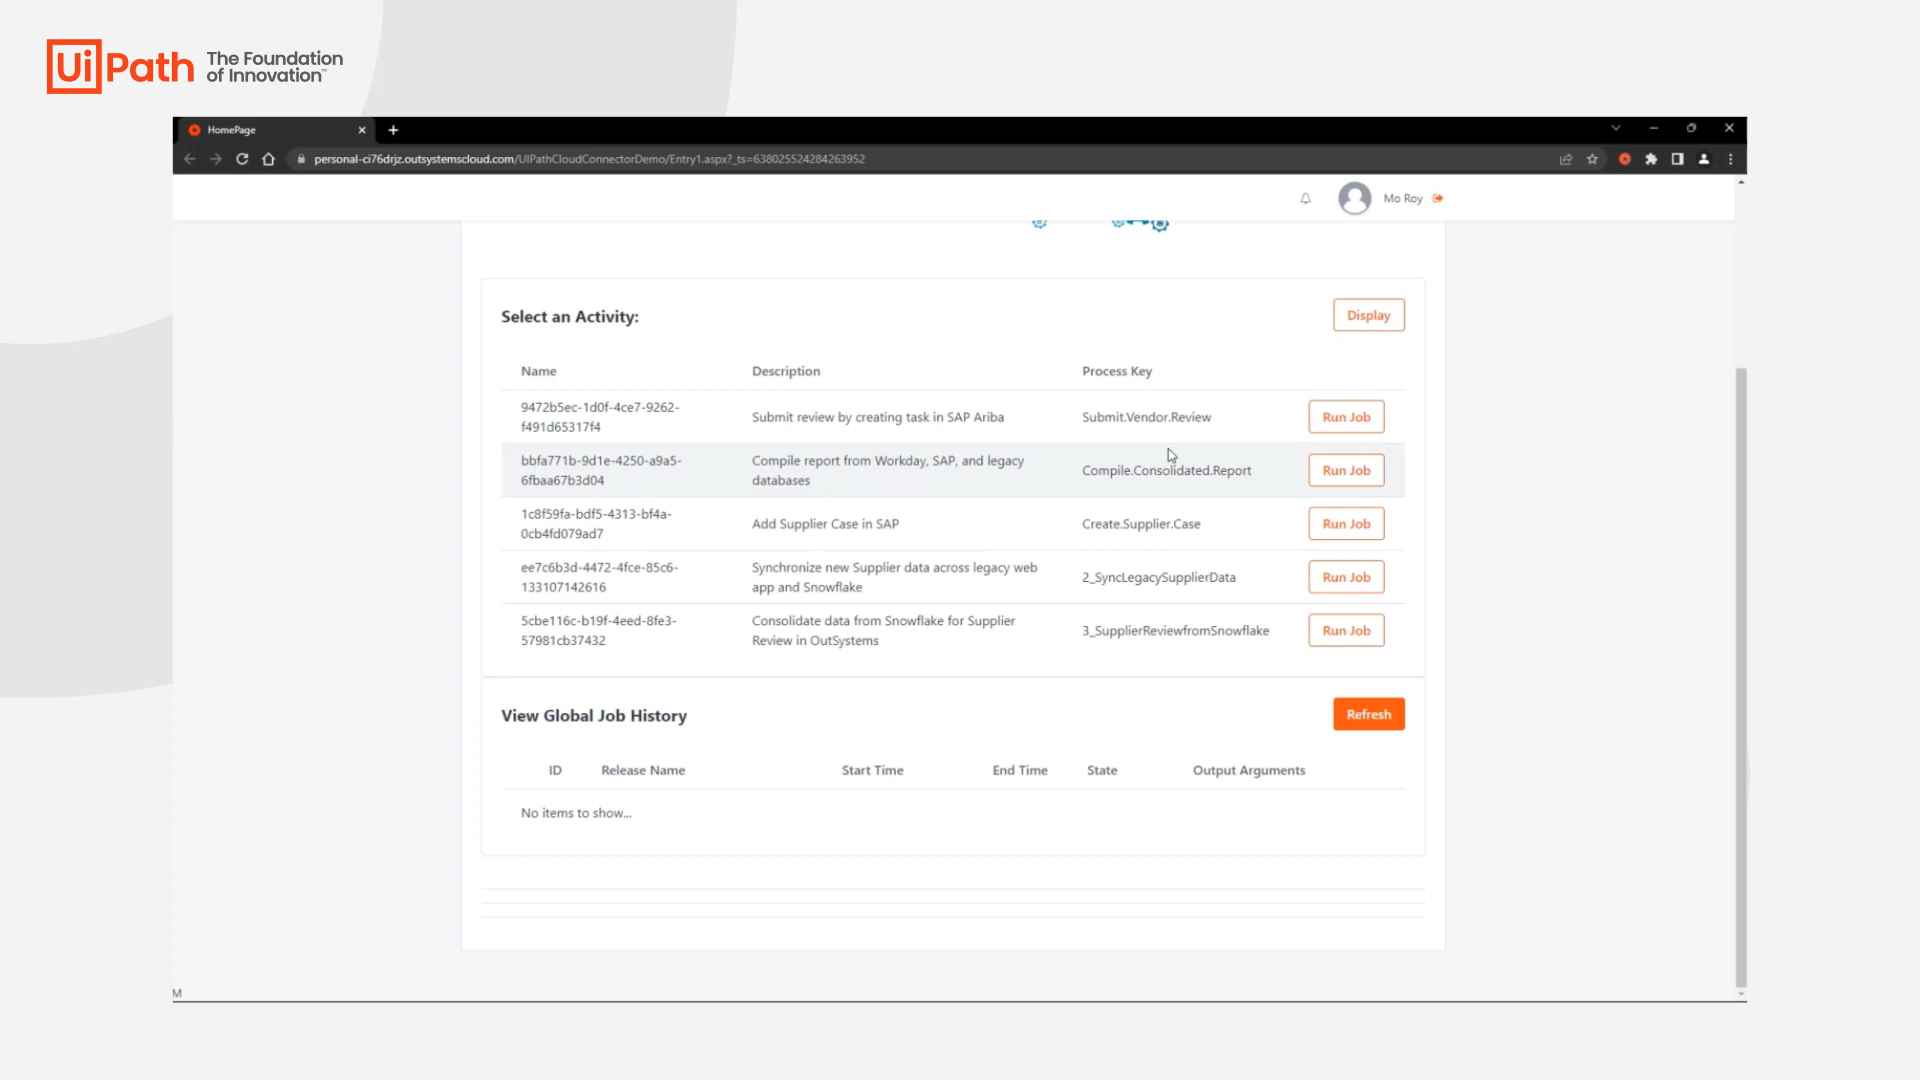 UiPath The Foundation
of Innovation™
HomePage
personal-ci76drjz.outsystemscloud.com/UIPathCloudConnectorDemo/Entry1.aspx?_ts=638025524284263952
Mo Roy
Select an Activity:
Display
Name Description Process Key
9472b5ec-1d0f-4ce7-9262-
f491d65317f4
Submit review by creating task in SAP Ariba
Submit.Vendor.Review
Run Job
bbfa771b-9d1e-4250-a9a5-
6fbaa67b3d04
Compile report from Workday, SAP, and legacy
databases
Compile.Consolidated.Report
Run Job
1c8f59fa-bdf5-4313-bf4a-
0cb4fd079ad7
Add Supplier Case in SAP
Create.Supplier.Case
Run Job
ee7c6b3d-4472-4fce-85c6-
133107142616
Synchronize new Supplier data across legacy web
app and Snowflake
2_SyncLegacySupplierData
Run Job
5cbe116c-b19f-4eed-8fe3-
57981cb37432
Consolidate data from Snowflake for Supplier
Review in OutSystems
3_SupplierReviewfromSnowflake
Run Job
View Global Job History
Refresh
ID Release Name Start Time End Time State Output Arguments
No items to show...
M